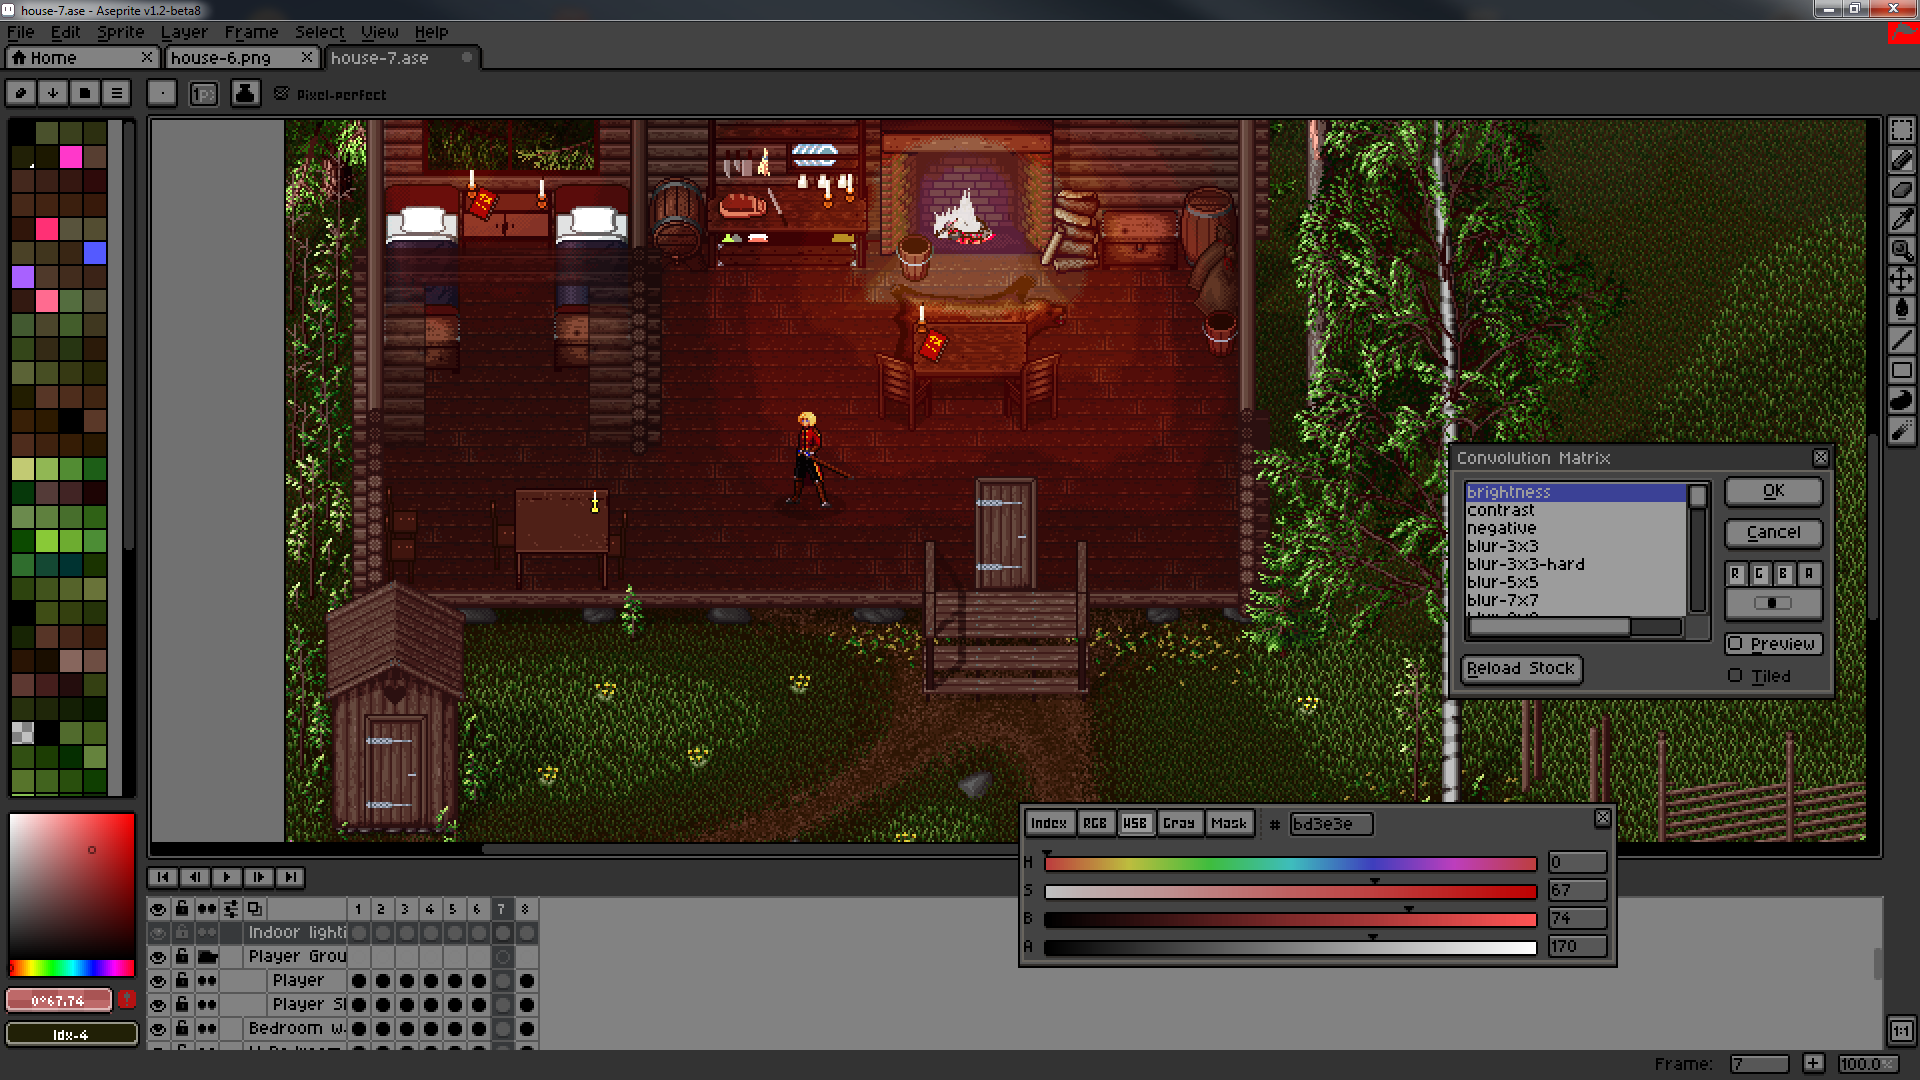 house-7.ase - Aseprite v1.2-beta8
File Edit Sprite Layer Frame Select View Help
Home house-6.png house-7.ase
Pixel-perfect
Convolution Matrix
brightness
contrast
negative
blur-3x3
blur-3x3-hard
blur-5x5
blur-7x7
OK
Cancel
R G B A
Preview
Tiled
Reload Stock
Index RGB HSB Gray Mask # bd3e3e
H 0
S 67
B 74
A 170
1 2 3 4 5 6 7 8
Indoor lighti
Player Grou
Player
Player S
Bedroom w
0°67,74
Idx-4
1:1
Frame: 7 + 100.0%